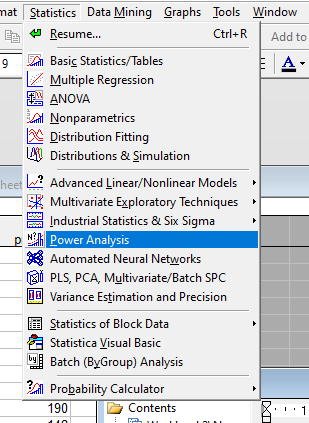 mat Statistics Data Mining Graphs Tools Window
Resume... Ctrl+R
Add to
9
Basic Statistics/Tables
Multiple Regression
A
ANOVA
Nonparametrics
Distribution Fitting
Distributions & Simulation
Advanced Linear/Nonlinear Models
Multivariate Exploratory Techniques
Industrial Statistics & Six Sigma
Power Analysis
Automated Neural Networks
PLS, PCA, Multivariate/Batch SPC
Variance Estimation and Precision
Statistics of Block Data
Statistica Visual Basic
Batch (ByGroup) Analysis
Probability Calculator
190
Contents
1